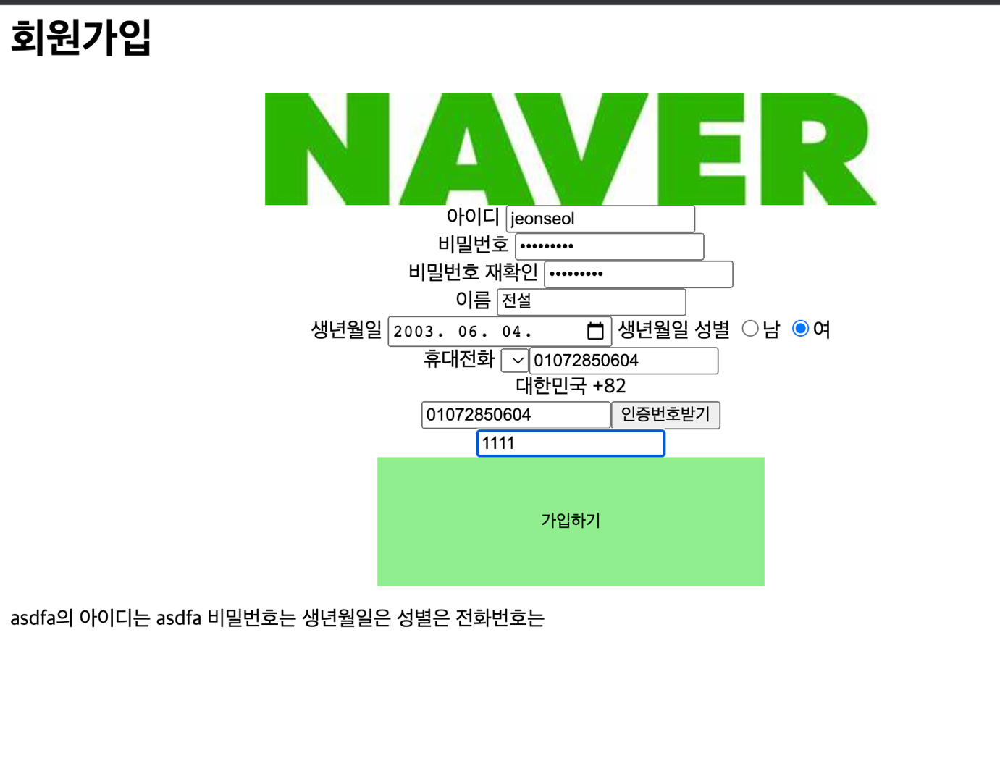 회원가입
NAVER
아이디 jeonseol
비밀번호 •••••••••
비밀번호 재확인 •••••••••
이름 전설
생년월일 2003. 06. 04. 생년월일 성별 남 여
휴대전화 01072850604
대한민국 +82
01072850604 인증번호받기
1111
가입하기
asdfa의 아이디는 asdfa 비밀번호는 생년월일은 성별은 전화번호는